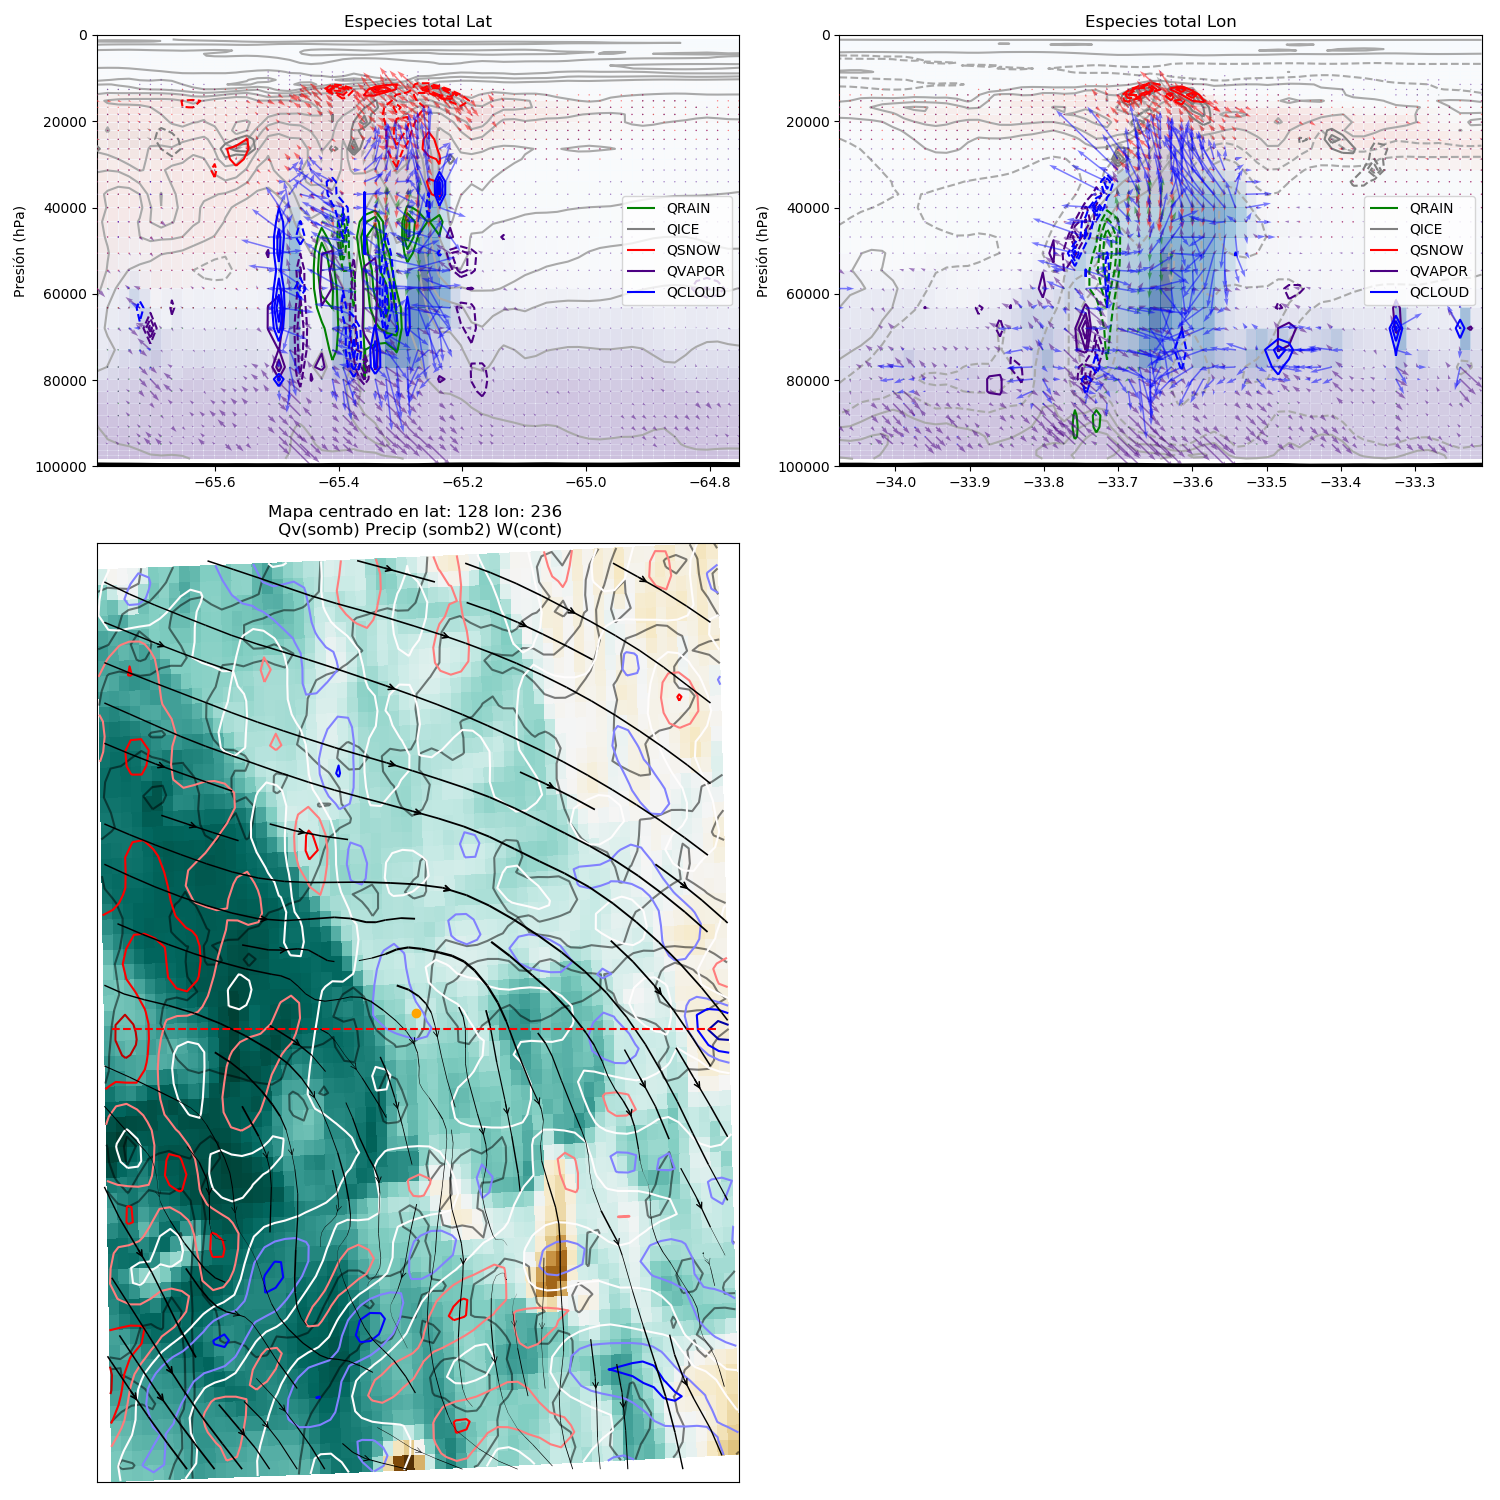 Especies total Lat
0
20000
40000
60000
80000
100000
Presión (hPa)
−65.6
−65.4
−65.2
−65.0
−64.8
QRAIN
QICE
QSNOW
QVAPOR
QCLOUD
Especies total Lon
0
20000
40000
60000
80000
100000
Presión (hPa)
−34.0
−33.9
−33.8
−33.7
−33.6
−33.5
−33.4
−33.3
QRAIN
QICE
QSNOW
QVAPOR
QCLOUD
Mapa centrado en lat: 128 lon: 236
Qv(somb) Precip (somb2) W(cont)